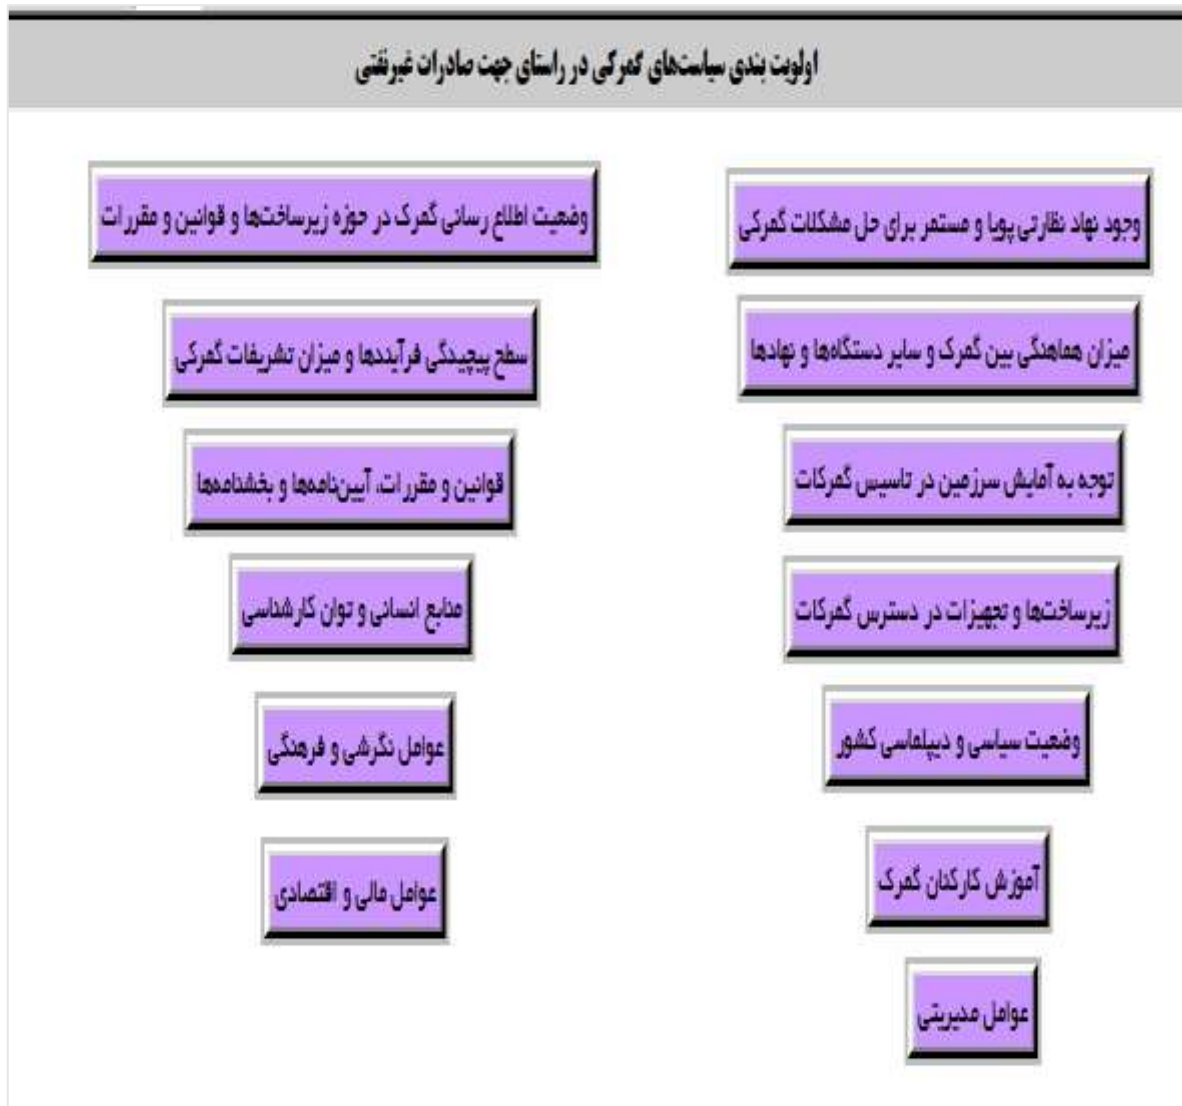 اولویت بندی سیاست‌های گمرکی در راستای جهت صادرات غیرنفتی
وجود نهاد نظارتی پویا و مستمر برای حل مشکلات گمرکی
میزان هماهنگی بین گمرک و سایر دستگاه‌ها و نهادها
توجه به آمایش سرزمین در تاسیس گمرکات
زیرساخت‌ها و تجهیزات در دسترس گمرکات
وضعیت سیاسی و دیپلماسی کشور
آموزش کارکنان گمرک
عوامل مدیریتی
وضعیت اطلاع رسانی گمرک در حوزه زیرساخت‌ها و قوانین و مقررات
سطح پیچیدگی فرآیندها و میزان تشریفات گمرکی
قوانین و مقررات، آیین‌نامه‌ها و بخشنامه‌ها
منابع انسانی و توان کارشناسی
عوامل نگرشی و فرهنگی
عوامل مالی و اقتصادی